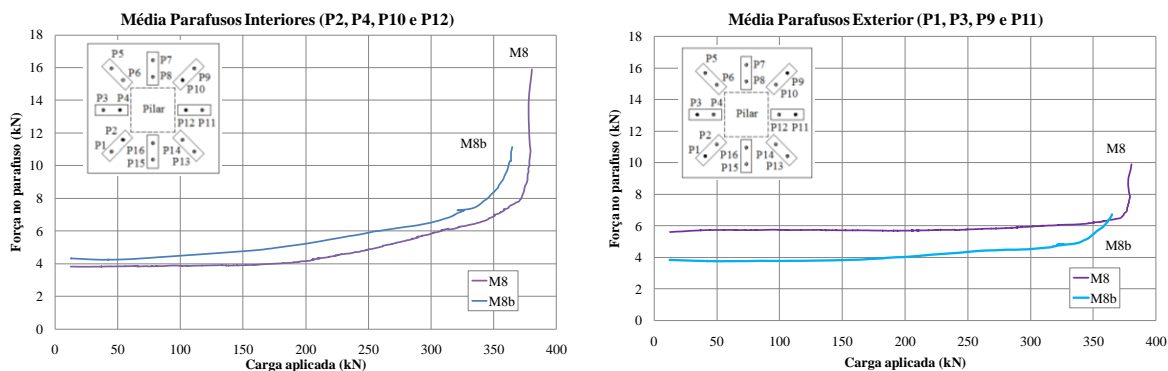 Média Parafusos Interiores (P2, P4, P10 e P12)
Força no parafuso (kN)
18
16
14
12
10
8
6
4
2
0
0 50 100 150 200 250 300 350 400
Carga aplicada (kN)
P5 P7
P6 P8 P9
P10
P3 P4 Pilar P12 P11
P2
P1 P16 P14
P15 P13
M8
M8b
M8
M8b
Média Parafusos Exterior (P1, P3, P9 e P11)
Força no parafuso (kN)
18
16
14
12
10
8
6
4
2
0
0 50 100 150 200 250 300 350 400
Carga aplicada (kN)
P5 P7
P6 P8 P9
P10
P3 P4 Pilar P12 P11
P2
P1 P16 P14
P15 P13
M8
M8b
M8
M8b